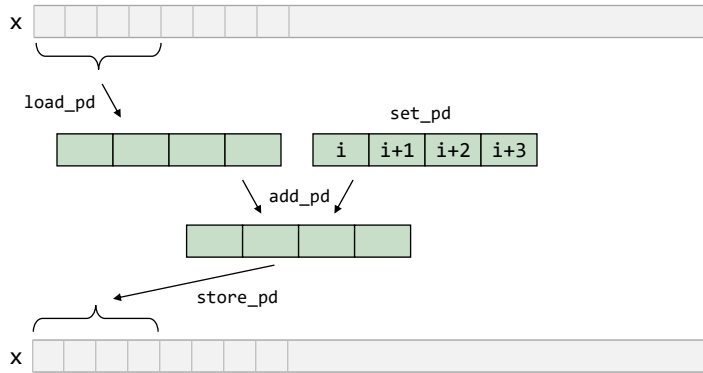 x
load_pd
set_pd
i i+1 i+2 i+3
add_pd
store_pd
x